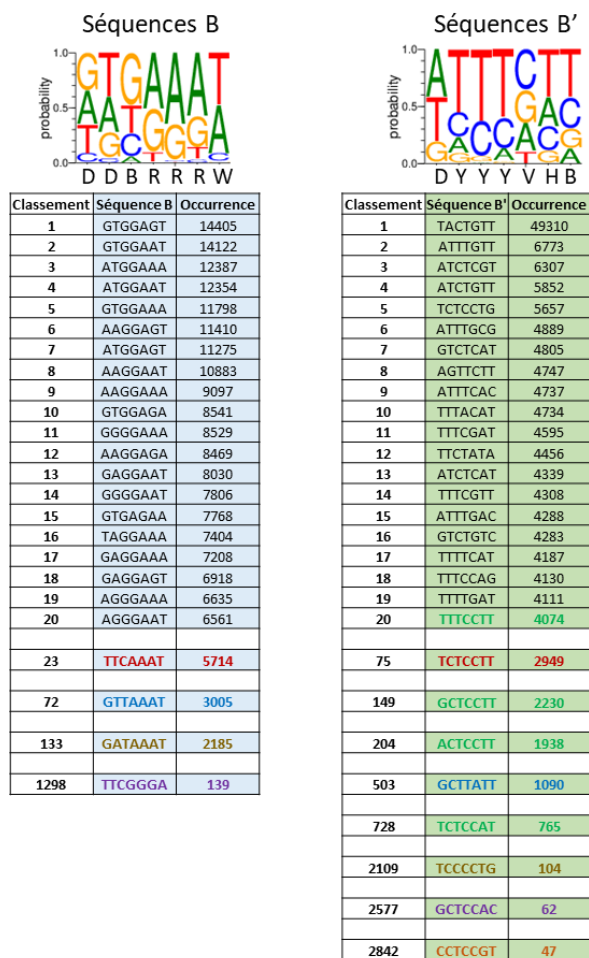 Séquences B
1.0
probability
0.5
0.0
D D B R R R W
Classement Séquence B Occurrence
1 GTGGAGT 14405
2 GTGGAAT 14122
3 ATGGAAA 12387
4 ATGGAAT 12354
5 GTGGAAA 11798
6 AAGGAGT 11410
7 ATGGAGT 11275
8 AAGGAAT 10883
9 AAGGAAA 9097
10 GTGGAGA 8541
11 GGGGAAA 8529
12 AAGGAGA 8469
13 GAGGAAT 8030
14 GGGGAAT 7806
15 GTGAGAA 7768
16 TAGGAAA 7404
17 GAGGAAA 7208
18 GAGGAGT 6918
19 AGGGAAA 6635
20 AGGGAAT 6561
23 TTCAAAT 5714
72 GTTAAAT 3005
133 GATAAAT 2185
1298 TTCGGGA 139
Séquences B’
1.0
probability
0.5
0.0
D Y Y Y V H B
Classement Séquence B' Occurrence
1 TACTGTT 49310
2 ATTTGTT 6773
3 ATCTCGT 6307
4 ATCTGTT 5852
5 TCTCCTG 5657
6 ATTTGCG 4889
7 GTCTCAT 4805
8 AGTTCTT 4747
9 ATTTCAC 4737
10 TTTACAT 4734
11 TTTCGAT 4595
12 TTCTATA 4456
13 ATCTCAT 4339
14 TTTCGTT 4308
15 ATTTGAC 4288
16 GTCTGTC 4283
17 TTTTCAT 4187
18 TTTCCAG 4130
19 TTTTGAT 4111
20 TTTCCTT 4074
75 TCTCCTT 2949
149 GCTCCTT 2230
204 ACTCCTT 1938
503 GCTTATT 1090
728 TCTCCAT 765
2109 TCCCCTG 104
2577 GCTCCAC 62
2842 CCTCCGT 47